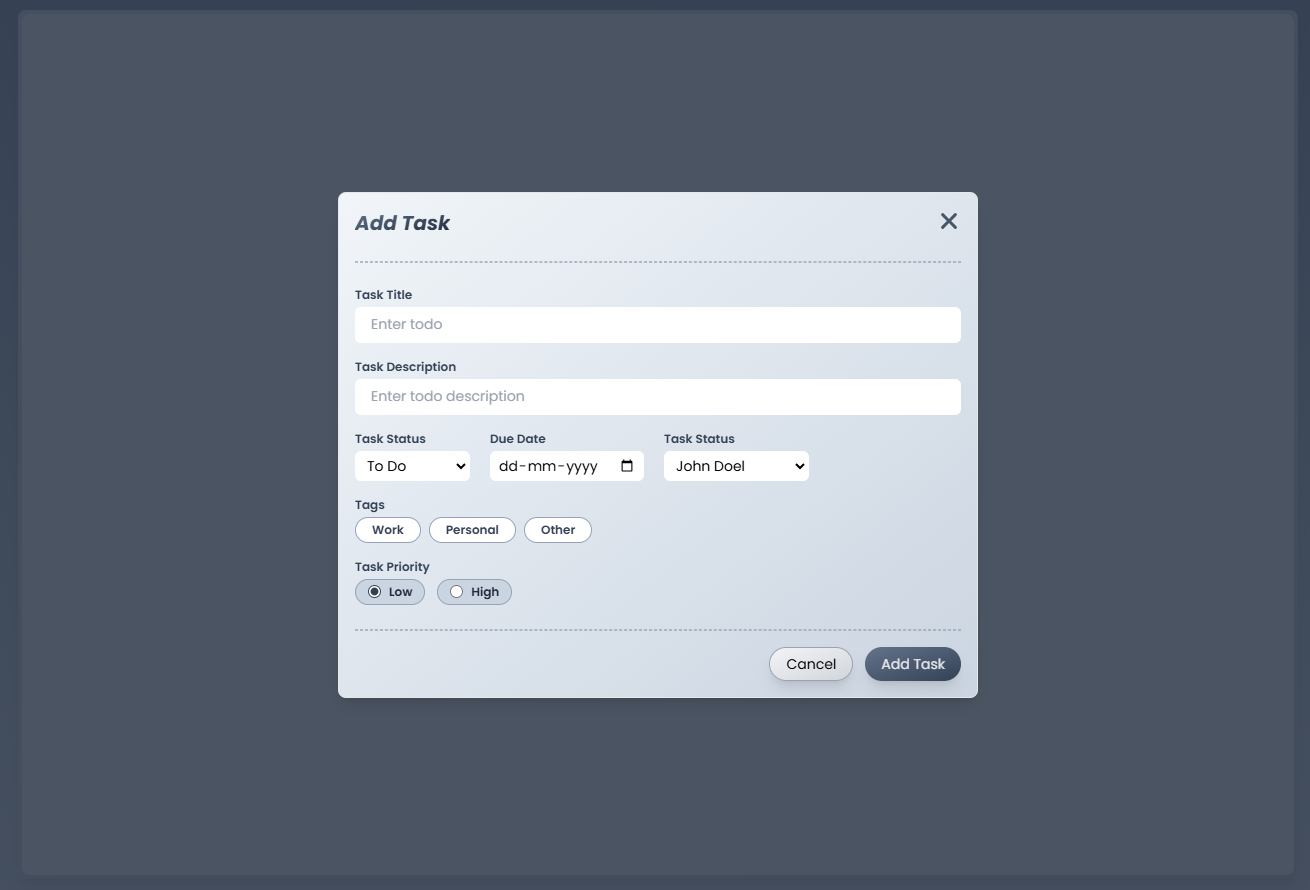 Add Task
Task Title
Enter todo
Task Description
Enter todo description
Task Status Due Date Task Status
To Do dd-mm-yyyy John Doel
Tags
Work Personal Other
Task Priority
Low High
Cancel Add Task